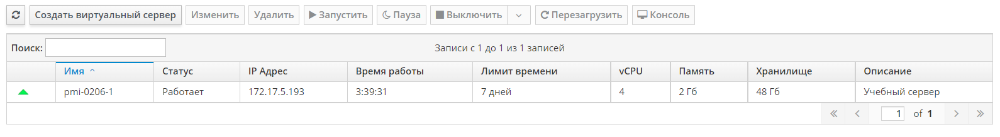 Создать виртуальный сервер Изменить Удалить Запустить Пауза Выключить Перезагрузить Консоль
Поиск: Записи с 1 до 1 из 1 записей
Имя Статус IP Адрес Время работы Лимит времени vCPU Память Хранилище Описание
pmi-0206-1 Работает 172.17.5.193 3:39:31 7 дней 4 2 Гб 48 Гб Учебный сервер
1 of 1